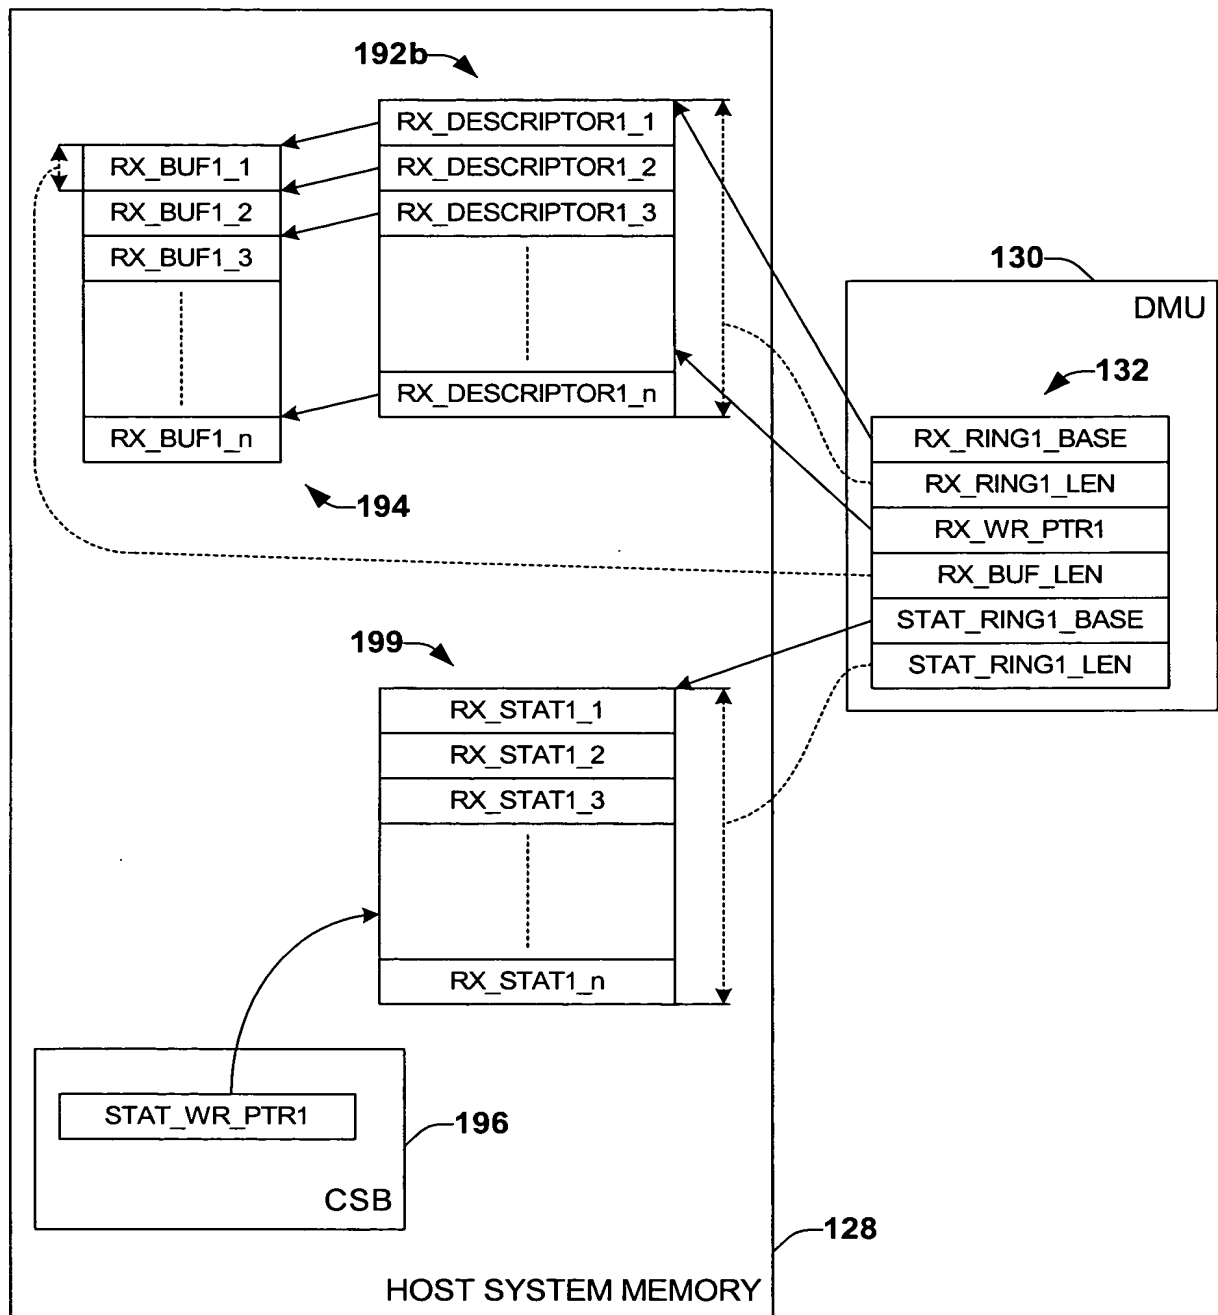 192b
RX_DESCRIPTOR1_1
RX_DESCRIPTOR1_2
RX_DESCRIPTOR1_3
RX_DESCRIPTOR1_n
RX_BUF1_1
RX_BUF1_2
RX_BUF1_3
RX_BUF1_n
194
130
DMU
132
RX_RING1_BASE
RX_RING1_LEN
RX_WR_PTR1
RX_BUF_LEN
STAT_RING1_BASE
STAT_RING1_LEN
199
RX_STAT1_1
RX_STAT1_2
RX_STAT1_3
RX_STAT1_n
STAT_WR_PTR1
196
CSB
128
HOST SYSTEM MEMORY